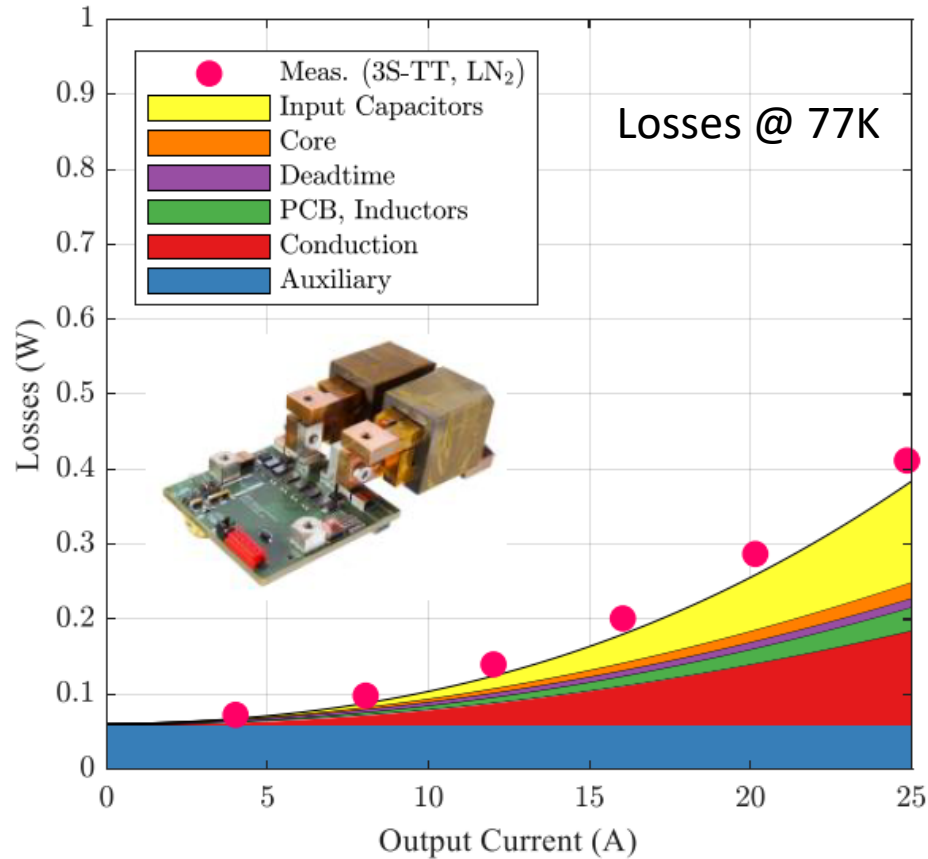 Losses @ 77K
Meas. (3S-TT, LN₂)
Input Capacitors
Core
Deadtime
PCB, Inductors
Conduction
Auxiliary
Losses (W)
1
0.9
0.8
0.7
0.6
0.5
0.4
0.3
0.2
0.1
0
0 5 10 15 20 25
Output Current (A)